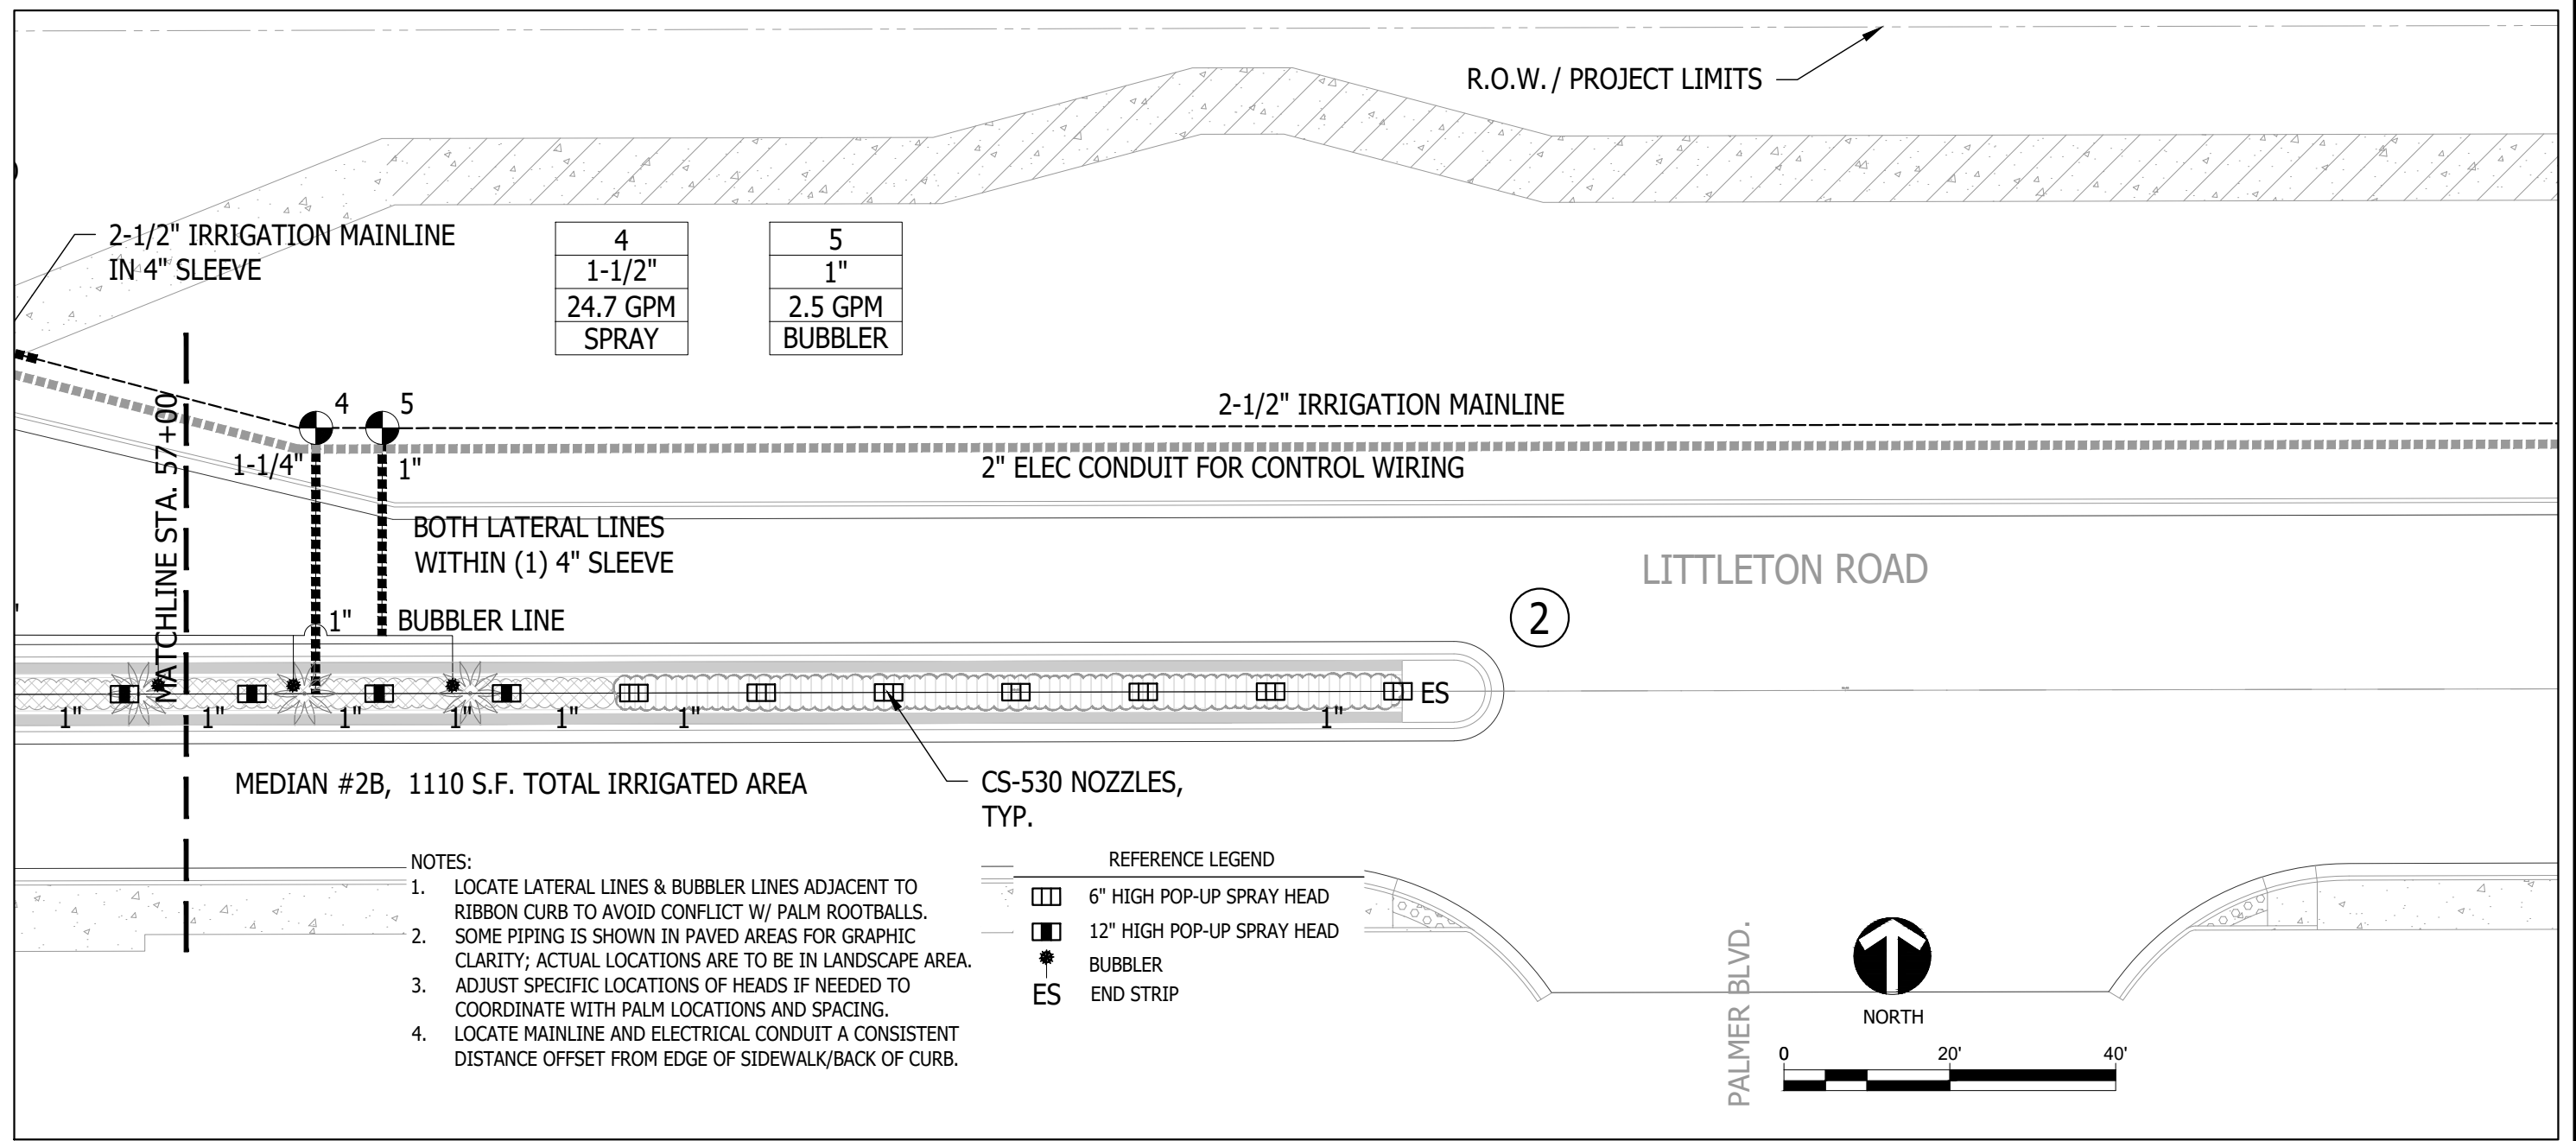 R.O.W. / PROJECT LIMITS
2-1/2" IRRIGATION MAINLINE
IN 4" SLEEVE
4
1-1/2"
24.7 GPM
SPRAY
5
1"
2.5 GPM
BUBBLER
4
5
2-1/2" IRRIGATION MAINLINE
1-1/4"
1"
2" ELEC CONDUIT FOR CONTROL WIRING
MATCHLINE STA. 57+00
BOTH LATERAL LINES
WITHIN (1) 4" SLEEVE
LITTLETON ROAD
1"
BUBBLER LINE
2
ES
1"
1"
1"
1"
1"
1"
1"
MEDIAN #2B, 1110 S.F. TOTAL IRRIGATED AREA
CS-530 NOZZLES,
TYP.
NOTES:
1. LOCATE LATERAL LINES & BUBBLER LINES ADJACENT TO
RIBBON CURB TO AVOID CONFLICT W/ PALM ROOTBALLS.
2. SOME PIPING IS SHOWN IN PAVED AREAS FOR GRAPHIC
CLARITY; ACTUAL LOCATIONS ARE TO BE IN LANDSCAPE AREA.
3. ADJUST SPECIFIC LOCATIONS OF HEADS IF NEEDED TO
COORDINATE WITH PALM LOCATIONS AND SPACING.
4. LOCATE MAINLINE AND ELECTRICAL CONDUIT A CONSISTENT
DISTANCE OFFSET FROM EDGE OF SIDEWALK/BACK OF CURB.
REFERENCE LEGEND
6" HIGH POP-UP SPRAY HEAD
12" HIGH POP-UP SPRAY HEAD
BUBBLER
ES END STRIP
PALMER BLVD.
NORTH
0 20' 40'